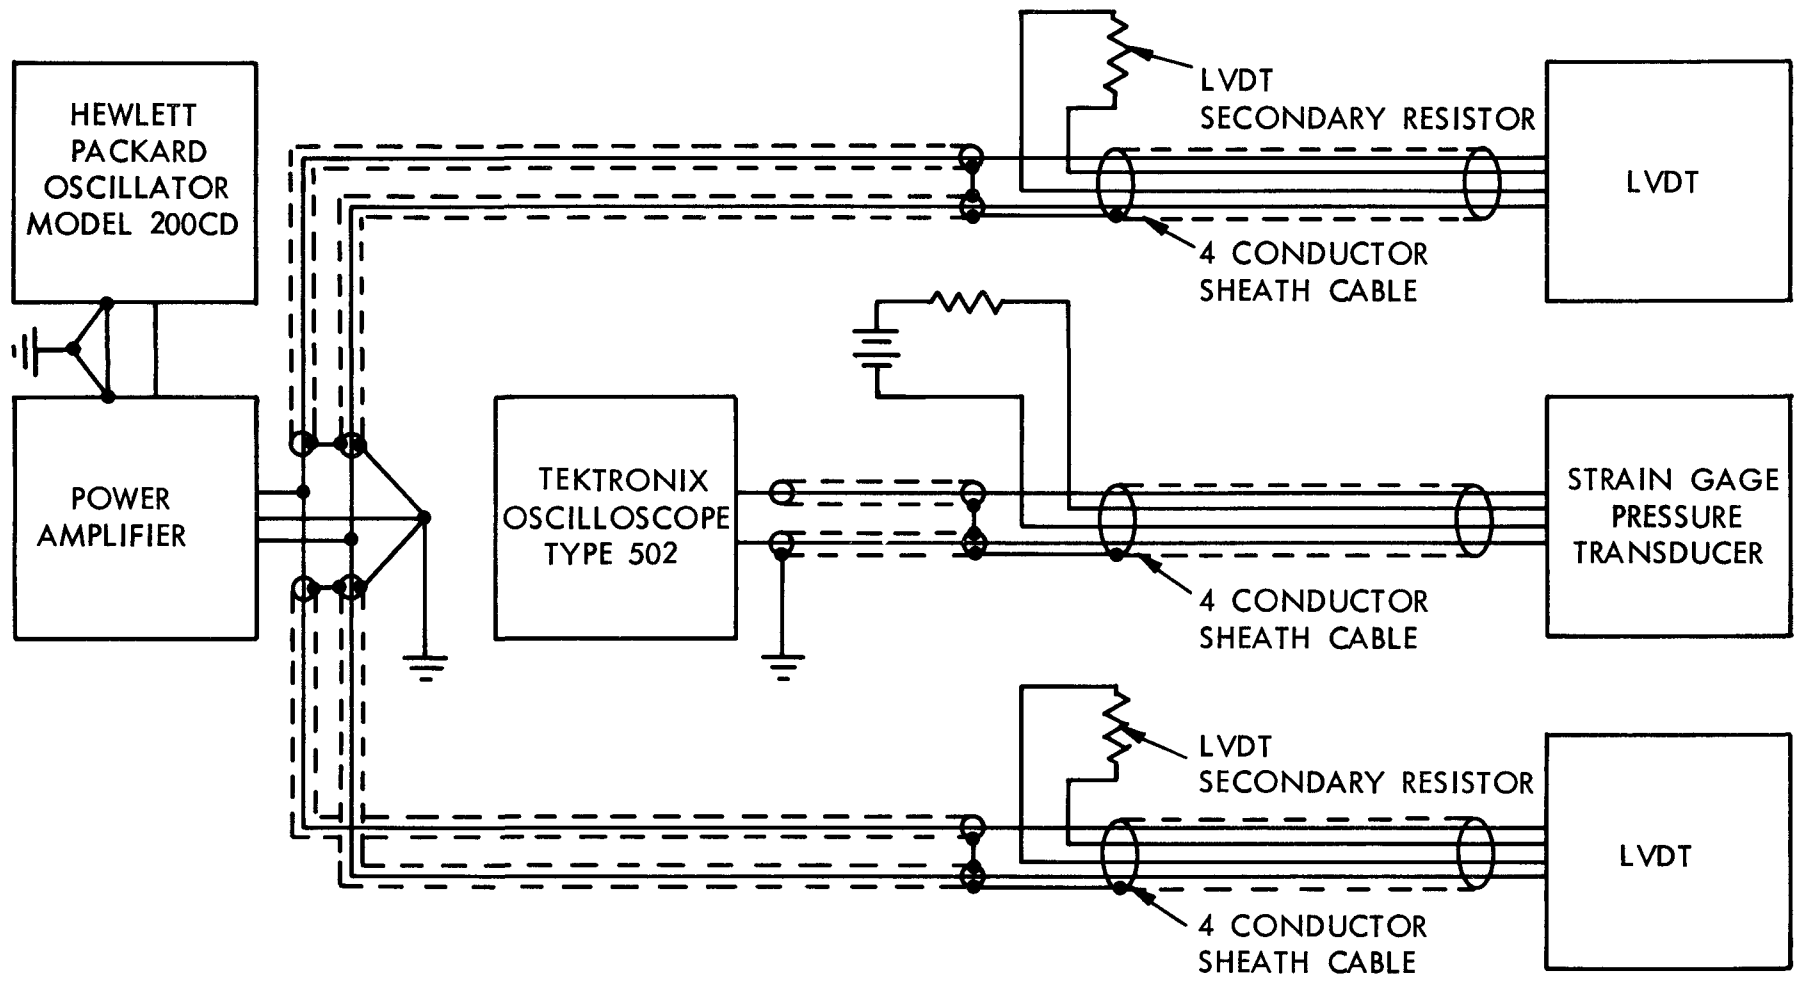 HEWLETT
PACKARD
OSCILLATOR
MODEL 200CD
LVDT
SECONDARY RESISTOR
LVDT
4 CONDUCTOR
SHEATH CABLE
POWER
AMPLIFIER
TEKTRONIX
OSCILLOSCOPE
TYPE 502
STRAIN GAGE
PRESSURE
TRANSDUCER
4 CONDUCTOR
SHEATH CABLE
LVDT
SECONDARY RESISTOR
LVDT
4 CONDUCTOR
SHEATH CABLE